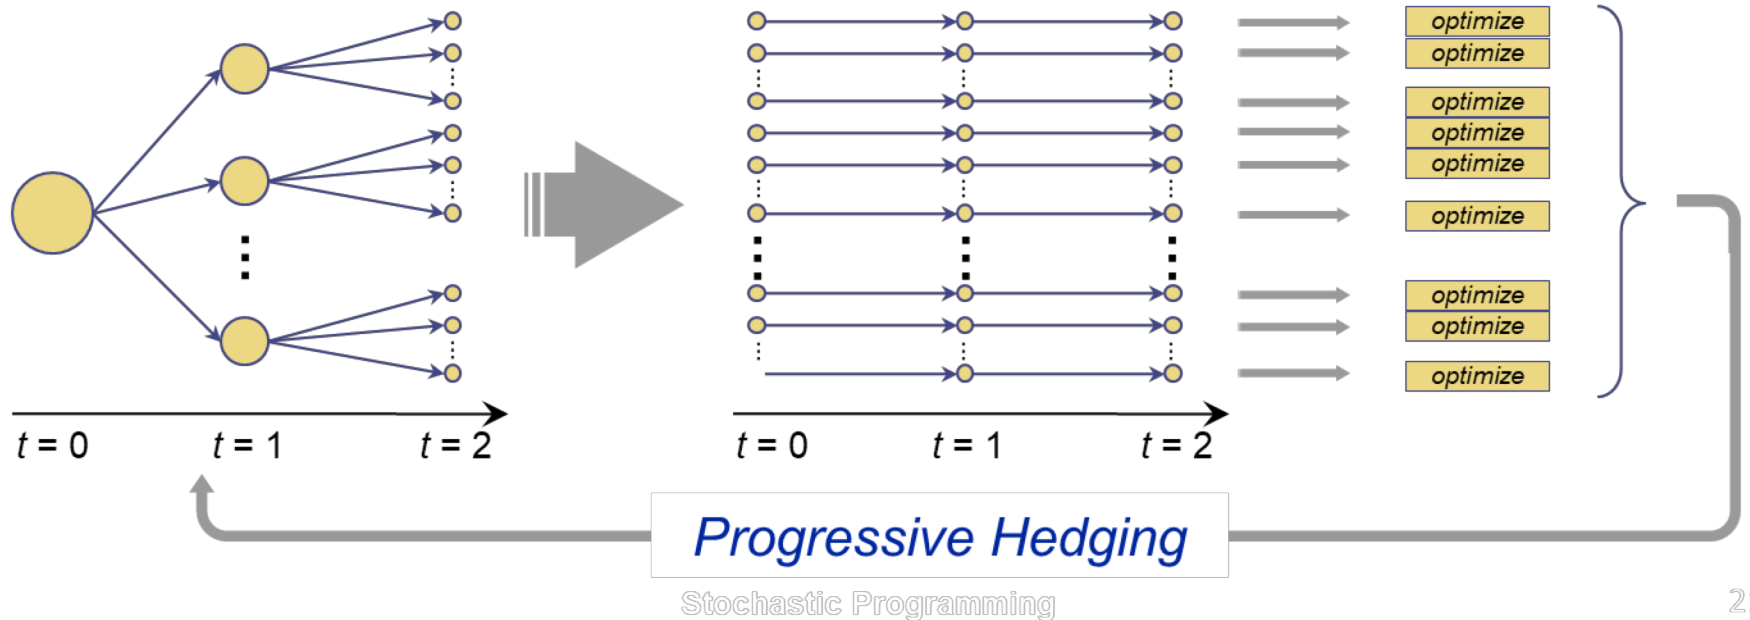 optimize
optimize
optimize
optimize
optimize
optimize
optimize
optimize
optimize
t = 0 t = 1 t = 2 t = 0 t = 1 t = 2
Progressive Hedging
Stochastic Programming